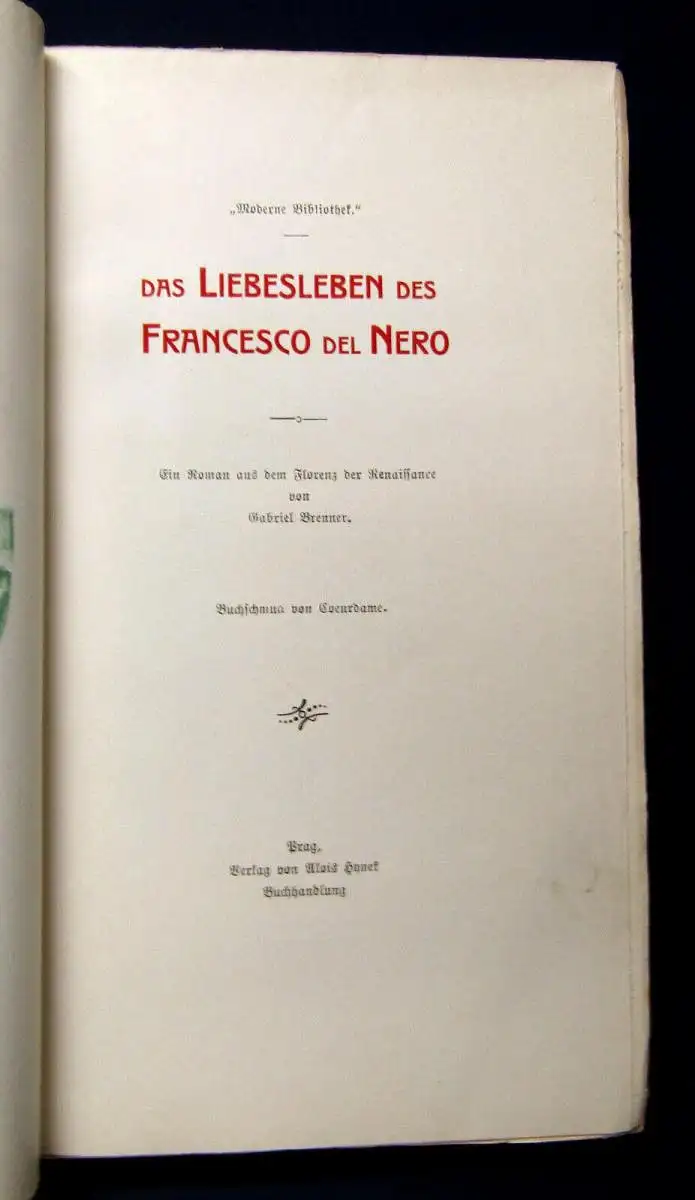 „Moderne Bibliothek.“
DAS LIEBESLEBEN DES
FRANCESCO DEL NERO
Ein Roman aus dem Florenz der Renaissance
von
Gabriel Brenner.
Buchschmuck von Coeurdame.
Prag.
Verlag von Alois Hynek
Buchhandlung